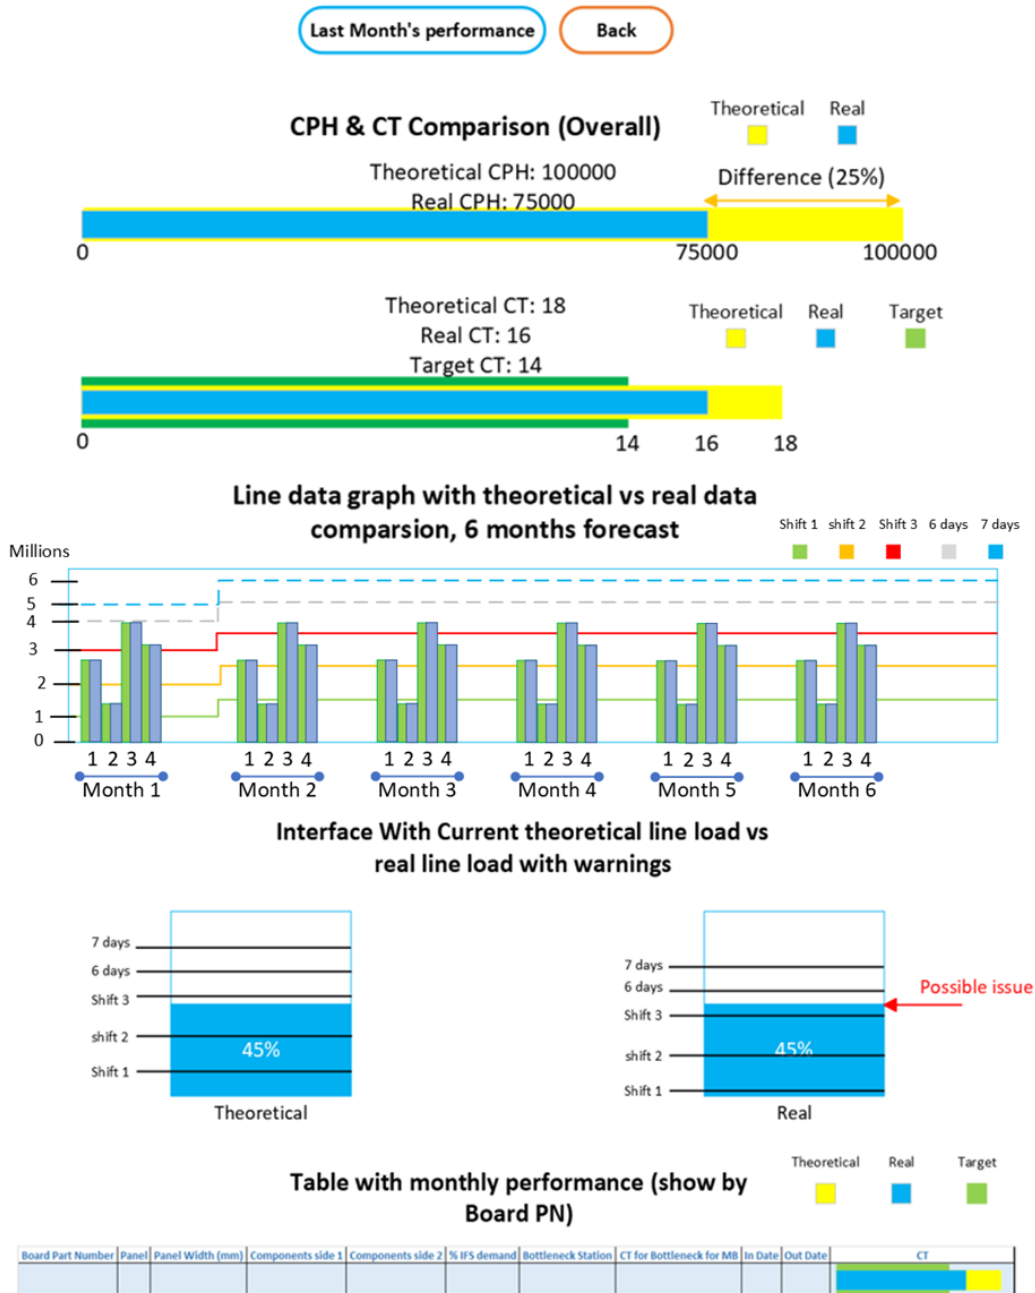 Last Month's performance Back
Theoretical Real
CPH & CT Comparison (Overall)
Theoretical CPH: 100000
Difference (25%)
Real CPH: 75000
0 75000 100000
Theoretical CT: 18
Theoretical Real Target
Real CT: 16
Target CT: 14
0 14 16 18
Line data graph with theoretical vs real data
comparsion, 6 months forecast
Shift 1 shift 2 Shift 3 6 days 7 days
Millions
6
5
4
3
2
1
0
1 2 3 4 1 2 3 4 1 2 3 4 1 2 3 4 1 2 3 4 1 2 3 4
Month 1 Month 2 Month 3 Month 4 Month 5 Month 6
Interface With Current theoretical line load vs
real line load with warnings
7 days
6 days
Shift 3
shift 2
45%
Shift 1
Theoretical
7 days
6 days
Possible issue
Shift 3
shift 2
45%
Shift 1
Real
Theoretical Real Target
Table with monthly performance (show by
Board PN)
Board Part Number Panel Panel Width (mm) Components side 1 Components side 2 % IFS demand Bottleneck Station CT for Bottleneck for MB In Date Out Date CT